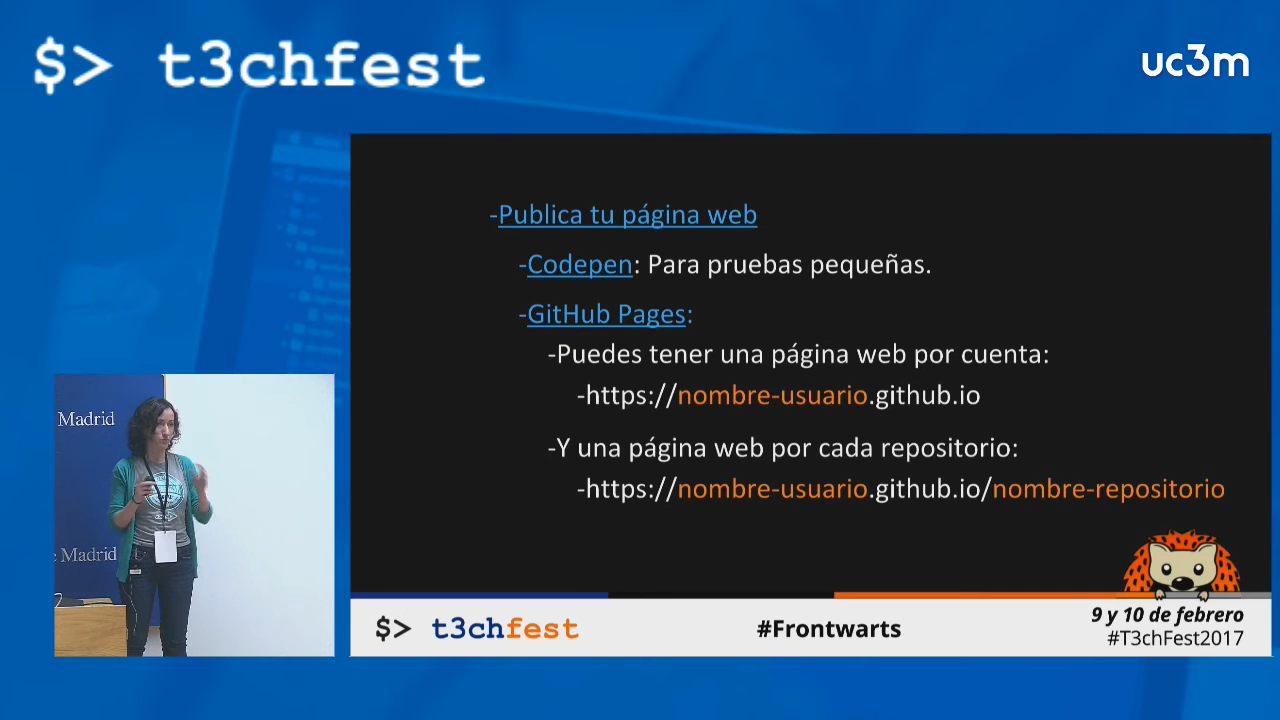 $> t3chfest
uc3m
-Publica tu página web
-Codepen: Para pruebas pequeñas.
-GitHub Pages:
-Puedes tener una página web por cuenta:
-https://nombre-usuario.github.io
-Y una página web por cada repositorio:
-https://nombre-usuario.github.io/nombre-repositorio
Madrid
Madrid
$> t3chfest
#Frontwarts
9 y 10 de febrero
#T3chFest2017